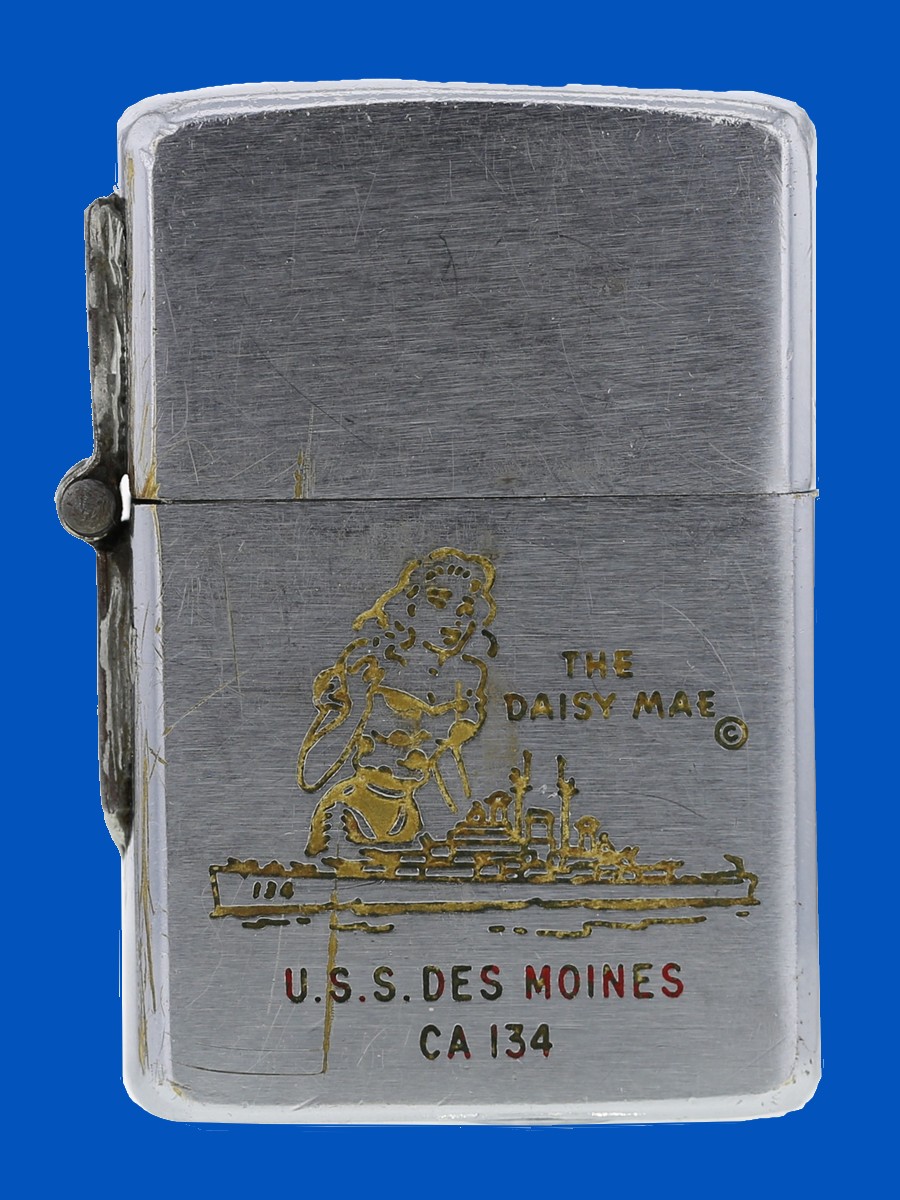 THE
DAISY MAE ©
134
U.S.S. DES MOINES
CA 134